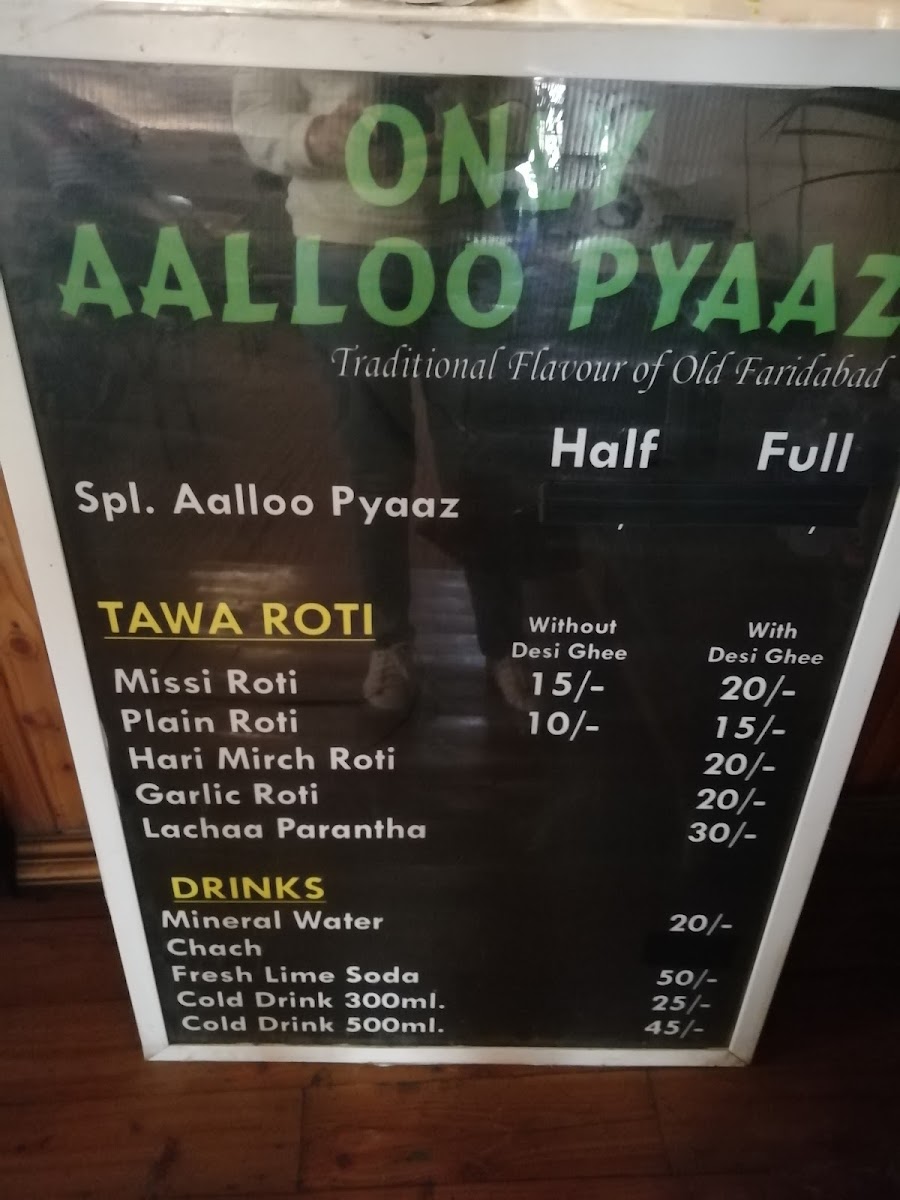 ONLY
AALLOO PYAAZ
Traditional Flavour of Old Faridabad
Half Full
Spl. Aalloo Pyaaz
TAWA ROTI Without Desi Ghee With Desi Ghee
Missi Roti 15/- 20/-
Plain Roti 10/- 15/-
Hari Mirch Roti 20/-
Garlic Roti 20/-
Lachaa Parantha 30/-
DRINKS
Mineral Water 20/-
Chach
Fresh Lime Soda 50/-
Cold Drink 300ml. 25/-
Cold Drink 500ml. 45/-